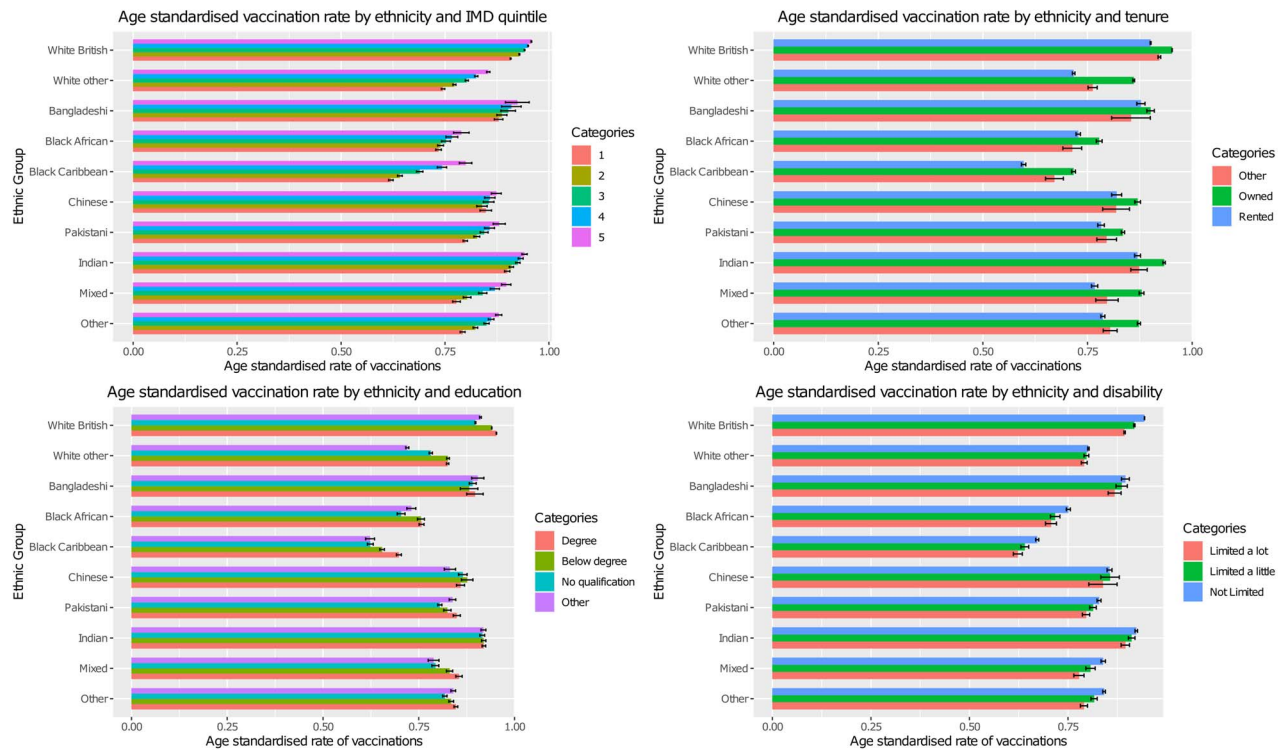 Age standardised vaccination rate by ethnicity and IMD quintile
White British
White other
Bangladeshi
Black African
Black Caribbean
Chinese
Pakistani
Indian
Mixed
Other
Ethnic Group
0.00 0.25 0.50 0.75 1.00
Age standardised rate of vaccinations
Categories
1
2
3
4
5
Age standardised vaccination rate by ethnicity and tenure
White British
White other
Bangladeshi
Black African
Black Caribbean
Chinese
Pakistani
Indian
Mixed
Other
Ethnic Group
0.00 0.25 0.50 0.75 1.00
Age standardised rate of vaccinations
Categories
Other
Owned
Rented
Age standardised vaccination rate by ethnicity and education
White British
White other
Bangladeshi
Black African
Black Caribbean
Chinese
Pakistani
Indian
Mixed
Other
Ethnic Group
0.00 0.25 0.50 0.75 1.00
Age standardised rate of vaccinations
Categories
Degree
Below degree
No qualification
Other
Age standardised vaccination rate by ethnicity and disability
White British
White other
Bangladeshi
Black African
Black Caribbean
Chinese
Pakistani
Indian
Mixed
Other
Ethnic Group
0.00 0.25 0.50 0.75
Age standardised rate of vaccinations
Categories
Limited a lot
Limited a little
Not Limited